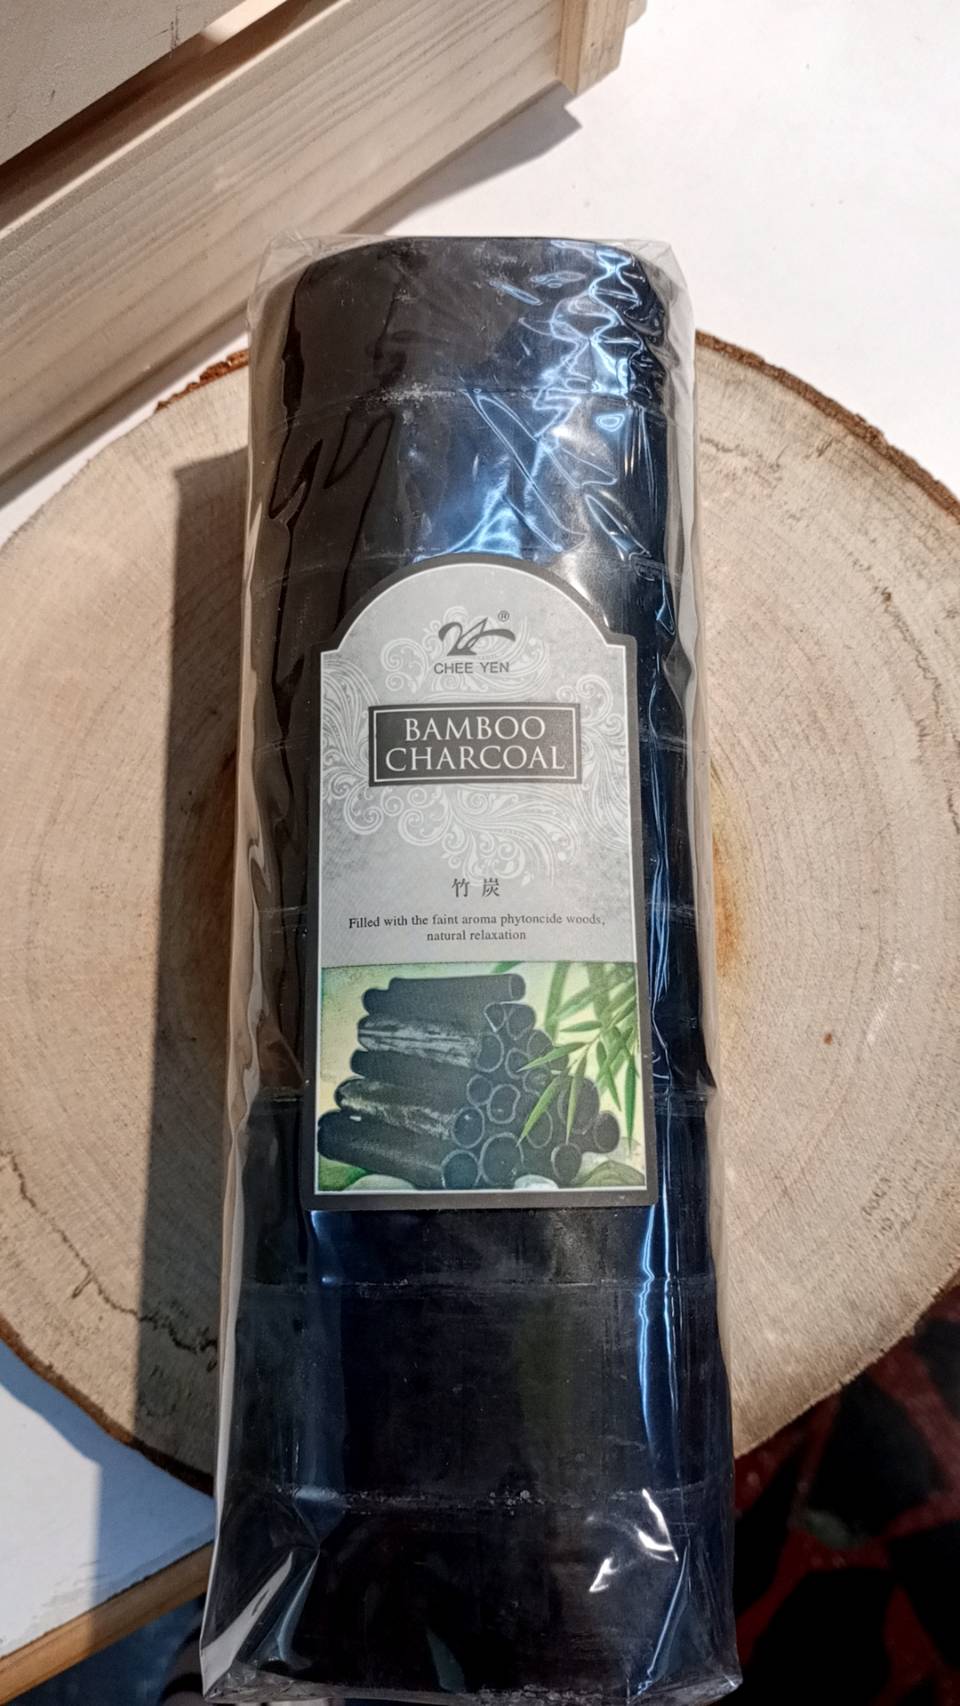 ®
CHEE YEN
BAMBOO
CHARCOAL
竹 炭
Filled with the faint aroma phytoncide woods,
natural relaxation